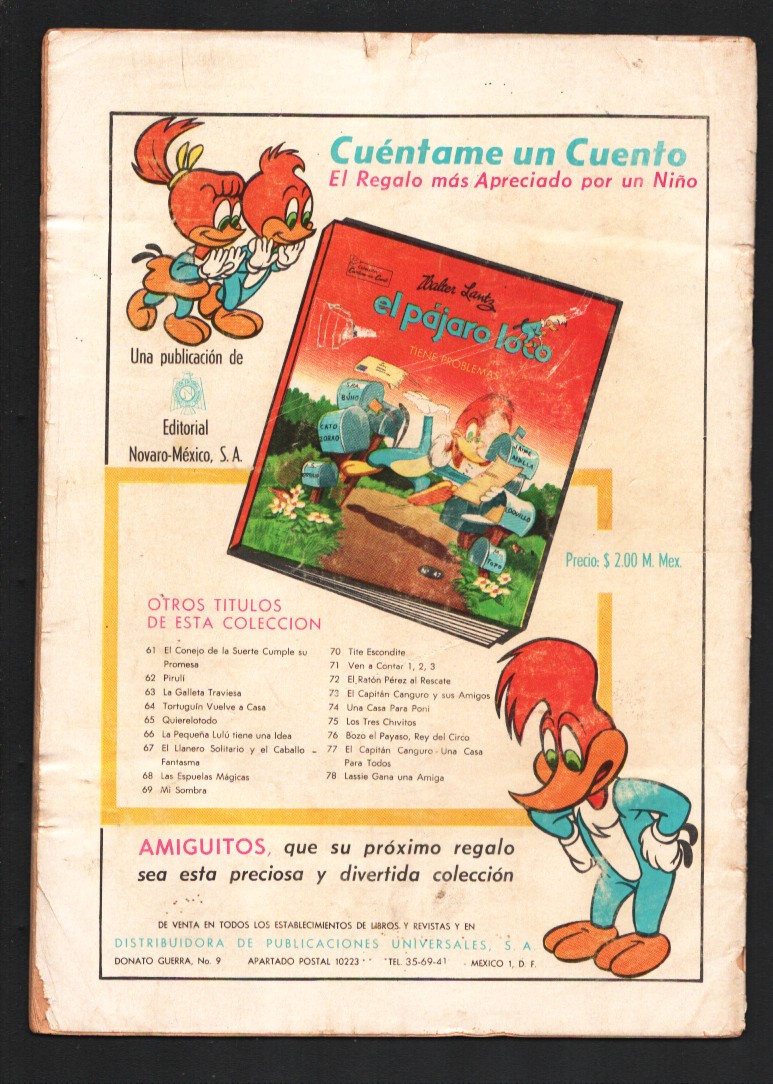 Cuéntame un Cuento
El Regalo más Apreciado por un Niño
Walter Lantz
el pájaro loco
TIENE PROBLEMAS
BUHO
GATO
ZORRO
JAIME
ARDILLA
TOPO
Una publicación de
Editorial
Novaro-México, S. A.
Precio: $ 2.00 M. Mex.
OTROS TITULOS
DE ESTA COLECCION
61 El Conejo de la Suerte Cumple su
Promesa
62 Pirulí
63 La Galleta Traviesa
64 Tortuguín Vuelve a Casa
65 Quierelotodo
66 La Pequeña Lulú tiene una Idea
67 El Llanero Solitario y el Caballo
Fantasma
68 Las Espuelas Mágicas
69 Mi Sombra
70 Tite Escondite
71 Ven a Contar 1, 2, 3
72 El Ratón Pérez al Rescate
73 El Capitán Canguro y sus Amigos
74 Una Casa Para Poni
75 Los Tres Chivitos
76 Bozo el Payaso, Rey del Circo
77 El Capitán Canguro - Una Casa
Para Todos
78 Lassie Gana una Amiga
AMIGUITOS, que su próximo regalo
sea esta preciosa y divertida colección
DE VENTA EN TODOS LOS ESTABLECIMIENTOS DE LIBROS Y REVISTAS Y EN
DISTRIBUIDORA DE PUBLICACIONES UNIVERSALES, S. A.
DONATO GUERRA, No. 9 APARTADO POSTAL 10223 TEL. 35-69-41 MEXICO 1, D. F.